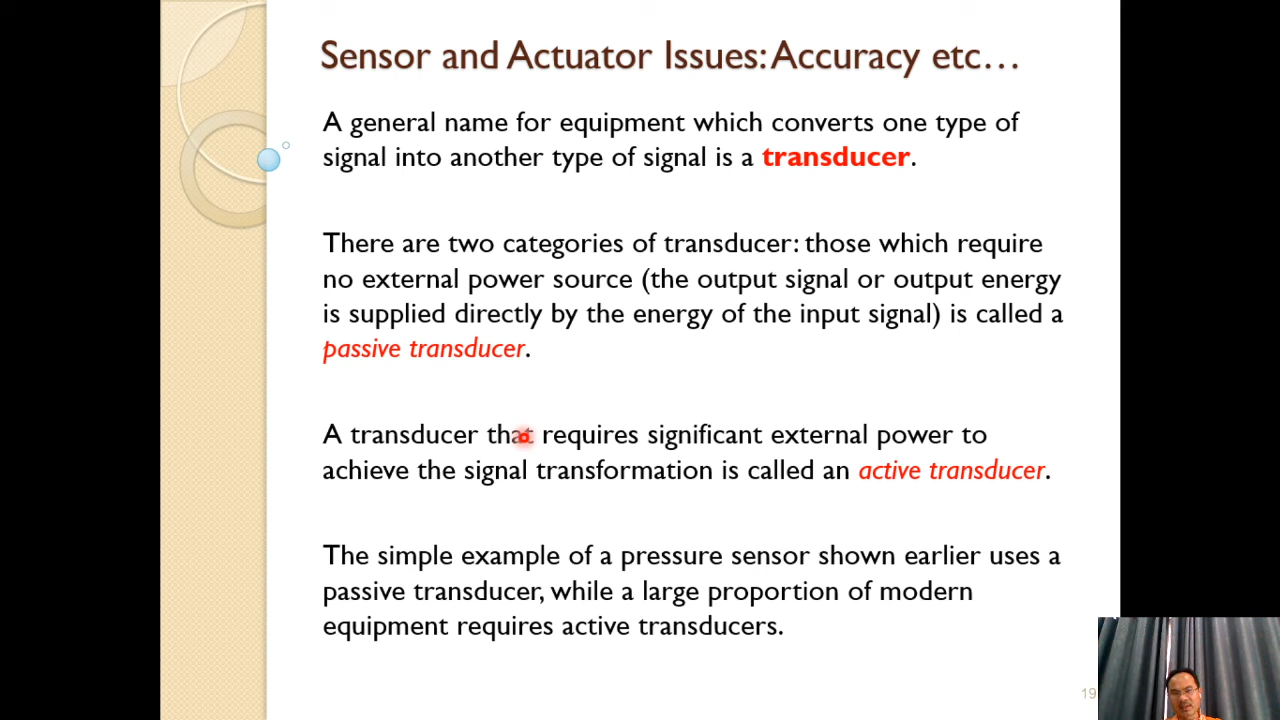 Sensor and Actuator Issues: Accuracy etc…
A general name for equipment which converts one type of
signal into another type of signal is a transducer.
There are two categories of transducer: those which require
no external power source (the output signal or output energy
is supplied directly by the energy of the input signal) is called a
passive transducer.
A transducer that requires significant external power to
achieve the signal transformation is called an active transducer.
The simple example of a pressure sensor shown earlier uses a
passive transducer, while a large proportion of modern
equipment requires active transducers.
19